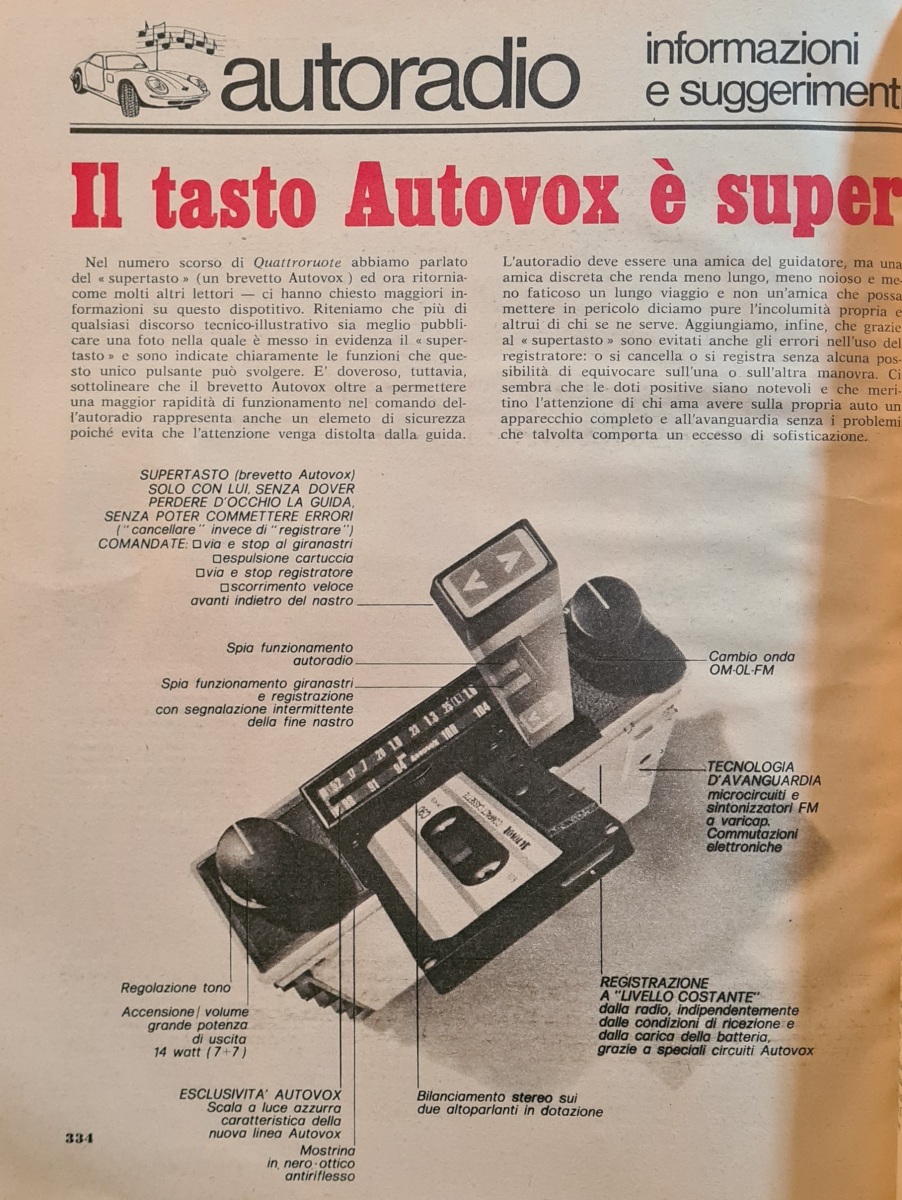 autoradio
informazioni
e suggerimenti
Il tasto Autovox è super
Nel numero scorso di Quattroruote abbiamo parlato
del « supertasto » (un brevetto Autovox) ed ora ritornia-
come molti altri lettori — ci hanno chiesto maggiori in-
formazioni su questo dispotitivo. Riteniamo che più di
qualsiasi discorso tecnico-illustrativo sia meglio pubbli-
care una foto nella quale è messo in evidenza il « super-
tasto » e sono indicate chiaramente le funzioni che que-
sto unico pulsante può svolgere. E' doveroso, tuttavia,
sottolineare che il brevetto Autovox oltre a permettere
una maggior rapidità di funzionamento nel comando del-
l'autoradio rappresenta anche un elemeto di sicurezza
poiché evita che l'attenzione venga distolta dalla guida.
L'autoradio deve essere una amica del guidatore, ma una
amica discreta che renda meno lungo, meno noioso e me-
no faticoso un lungo viaggio e non un'amica che possa
mettere in pericolo diciamo pure l'incolumità propria e
altrui di chi se ne serve. Aggiungiamo, infine, che grazie
al « supertasto » sono evitati anche gli errori nell'uso del
registratore: o si cancella o si registra senza alcuna pos-
sibilità di equivocare sull'una o sull'altra manovra. Ci
sembra che le doti positive siano notevoli e che meri-
tino l'attenzione di chi ama avere sulla propria auto un
apparecchio completo e all'avanguardia senza i problemi
che talvolta comporta un eccesso di sofisticazione.
SUPERTASTO (brevetto Autovox)
SOLO CON LUI, SENZA DOVER
PERDERE D'OCCHIO LA GUIDA,
SENZA POTER COMMETTERE ERRORI
("cancellare" invece di "registrare")
COMANDATE: □ via e stop al giranastri
□ espulsione cartuccia
□ via e stop registratore
□ scorrimento veloce
avanti indietro del nastro
Spia funzionamento
autoradio
Spia funzionamento giranastri
e registrazione
con segnalazione intermittente
della fine nastro
Cambio onda
OM-OL-FM
TECNOLOGIA
D'AVANGUARDIA
microcircuiti e
sintonizzatori FM
a varicap.
Commutazioni
elettroniche
COMPACT CASSETTE
Regolazione tono
Accensione/volume
grande potenza
di uscita
14 watt (7+7)
REGISTRAZIONE
A "LIVELLO COSTANTE"
dalla radio, indipendentemente
dalle condizioni di ricezione e
dalla carica della batteria,
grazie a speciali circuiti Autovox
ESCLUSIVITA' AUTOVOX
Scala a luce azzurra
caratteristica della
nuova linea Autovox
Bilanciamento stereo sui
due altoparlanti in dotazione
Mostrina
in nero-ottico
antiriflesso
334